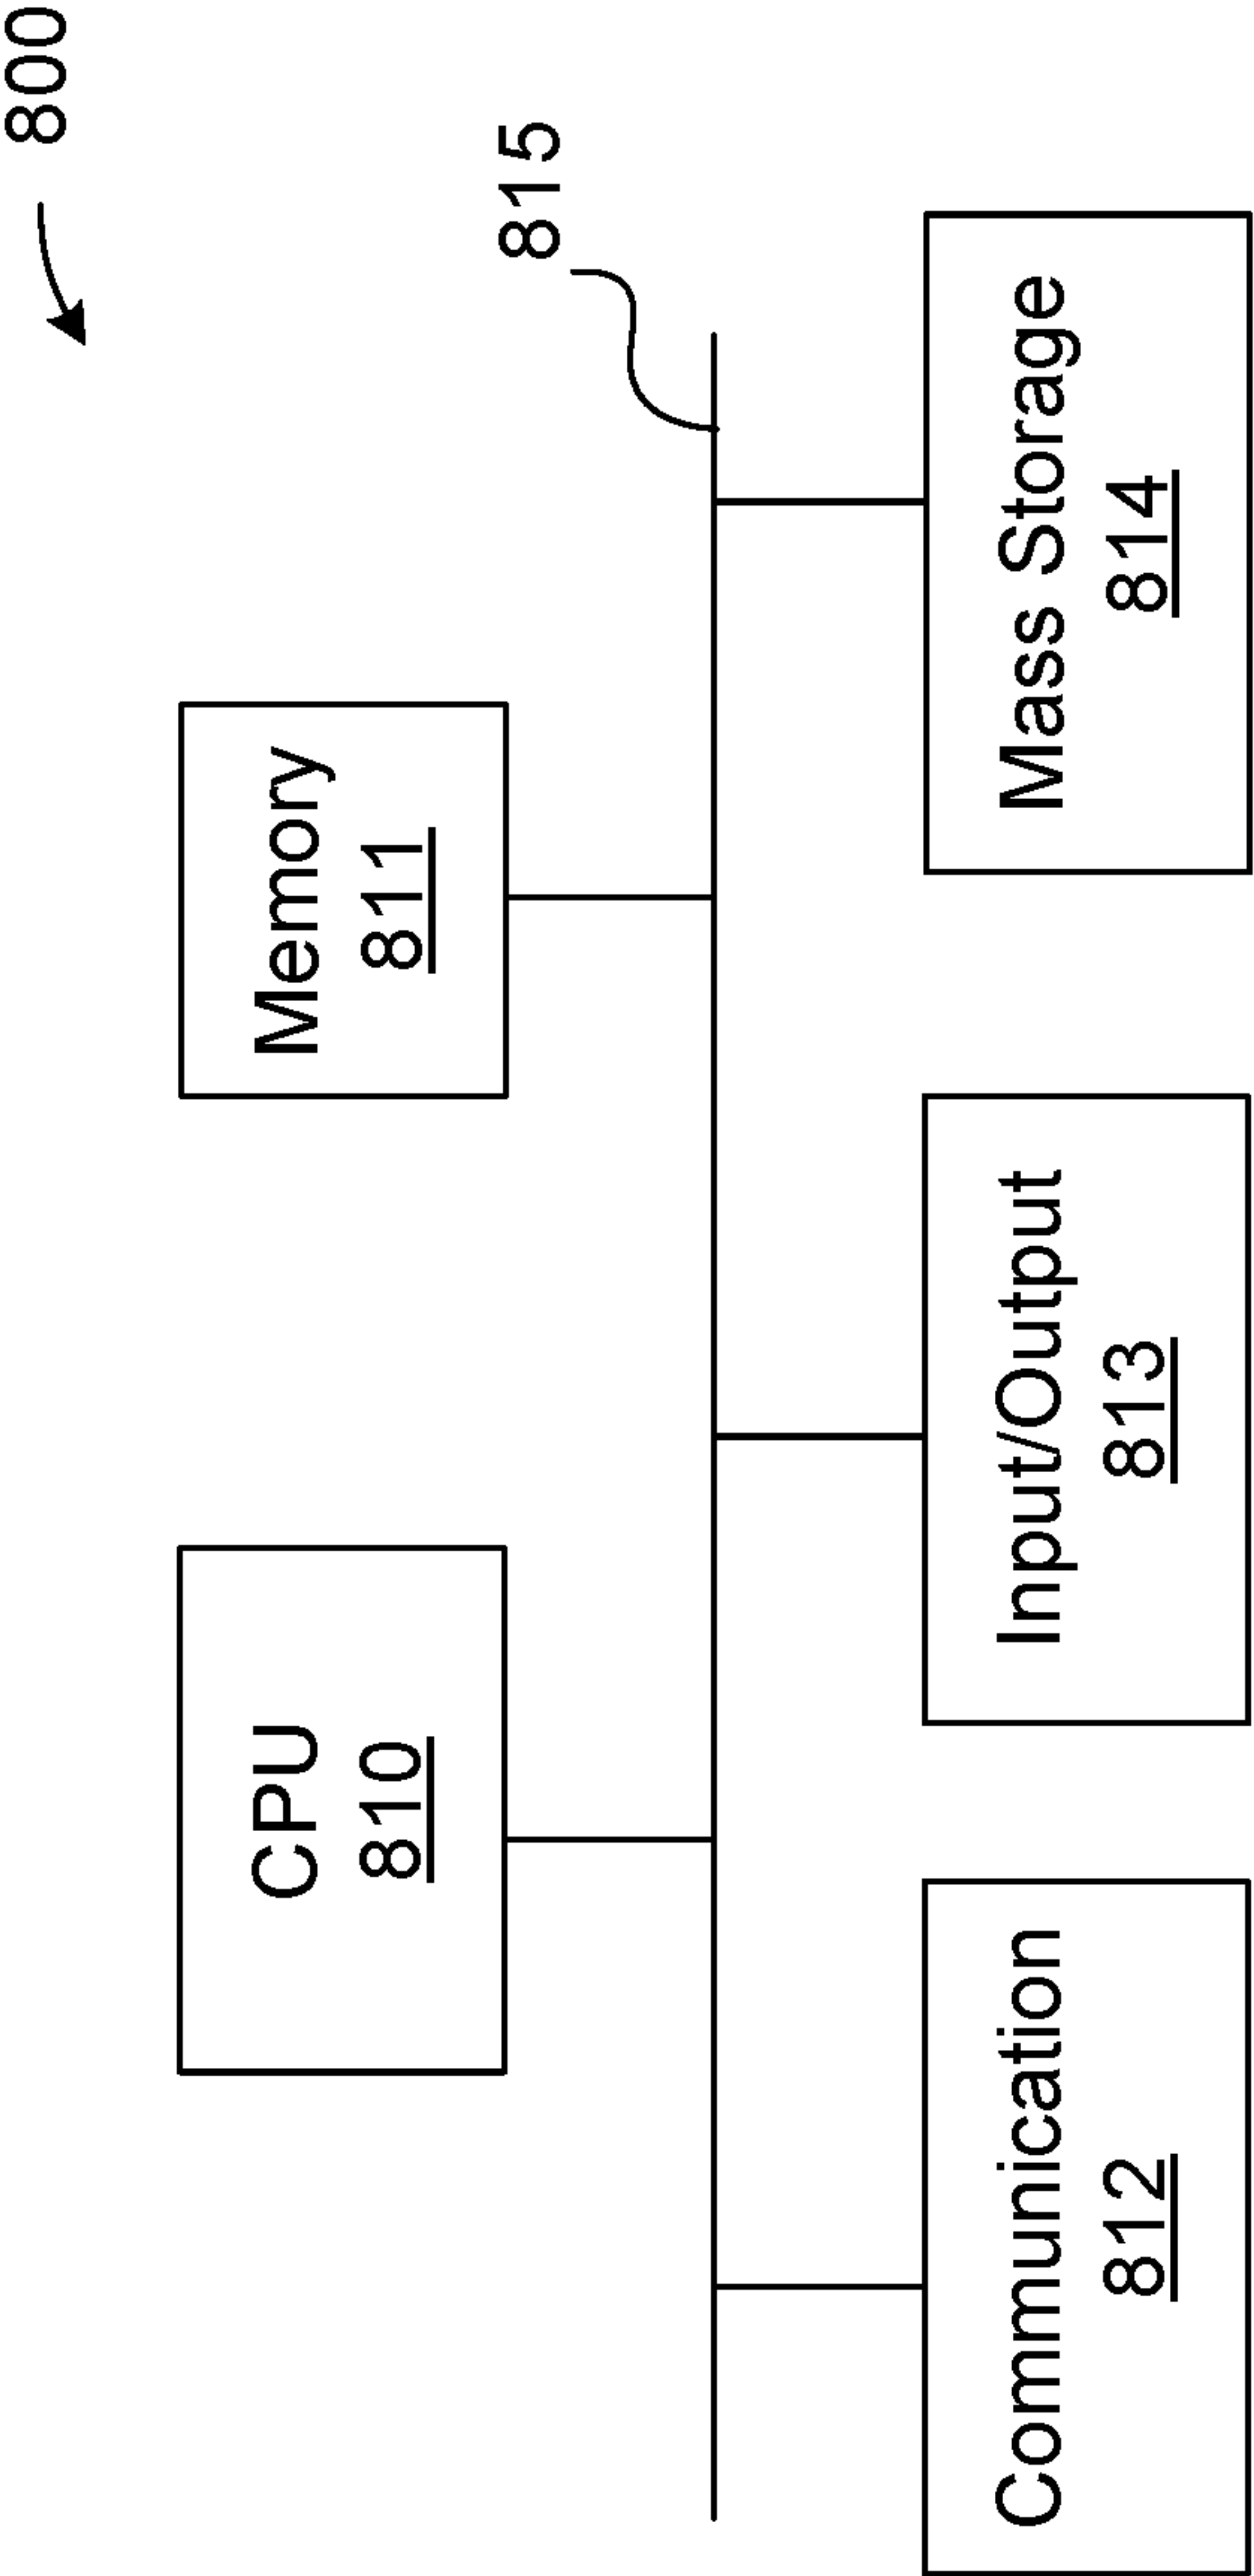 800
CPU
810
Memory
811
815
Communication
812
Input/Output
813
Mass Storage
814